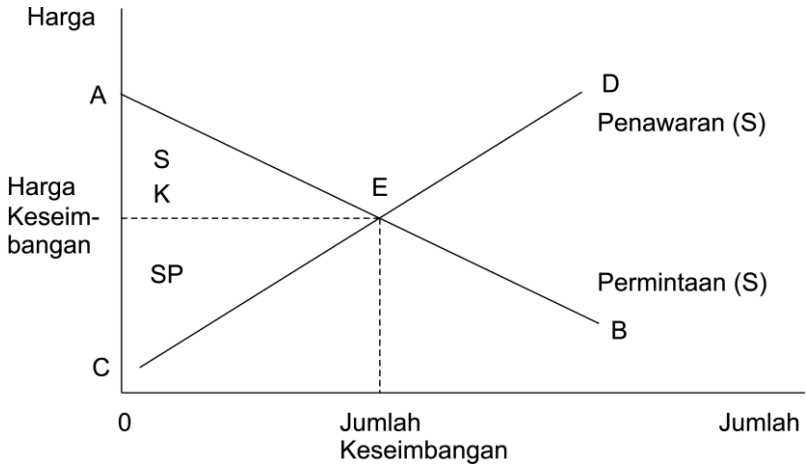 Harga
A
D
Penawaran (S)
S
K
E
Harga
Keseim-
bangan
SP
Permintaan (S)
B
C
0
Jumlah
Keseimbangan
Jumlah